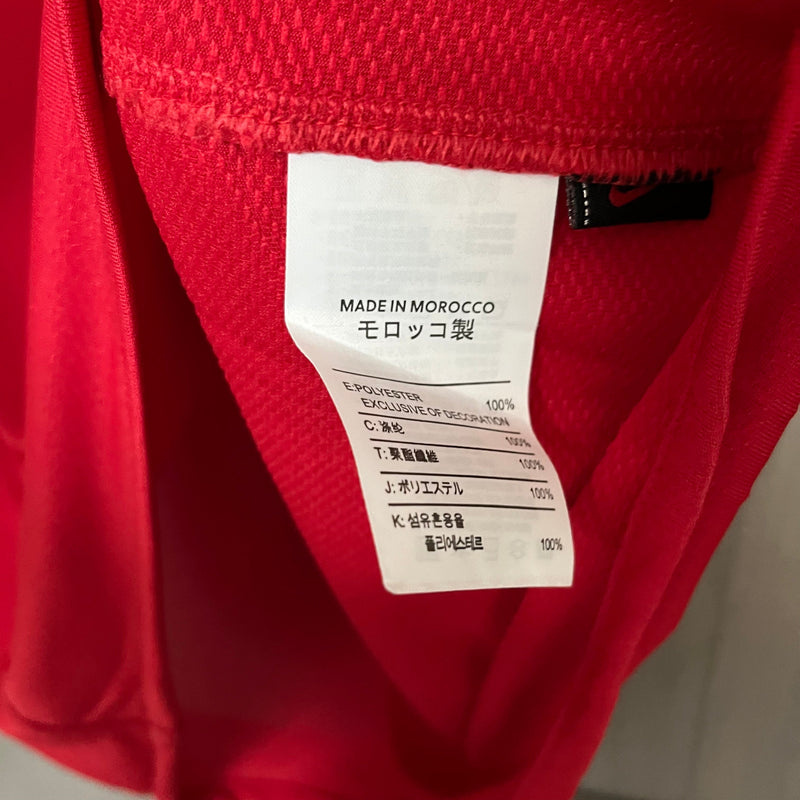 MADE IN MOROCCO
モロッコ製
E:POLYESTER 100%
EXCLUSIVE OF DECORATION
C: 涤纶 100%
T: 聚酯纖維 100%
J: ポリエステル 100%
K: 섬유혼용율
폴리에스테르 100%